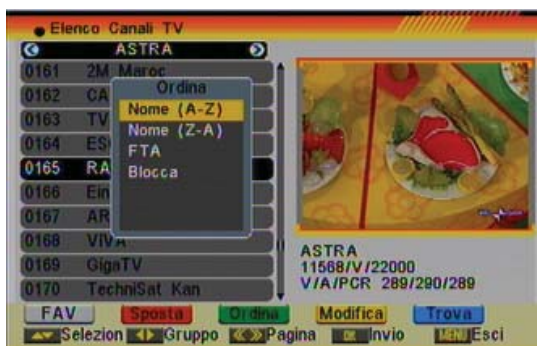 Elenco Canali TV
ASTRA
0161 2M Maroc
0162 CA
0163 TV
0164 ES
0165 RA
0166 Ein
0167 AR
0168 VIVA
0169 GigaTV
0170 TechniSat Kan
Ordina
Nome (A-Z)
Nome (Z-A)
FTA
Blocca
ASTRA
11568/V/22000
V/A/PCR 289/290/289
FAV Sposta Ordina Modifica Trova
Selezion Gruppo Pagina OK Invio MENU Esci